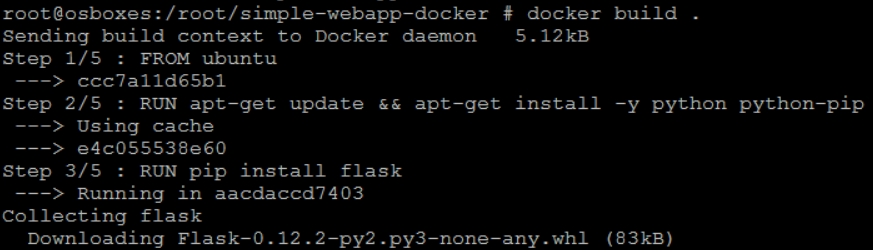 root@osboxes:/root/simple-webapp-docker # docker build .
Sending build context to Docker daemon   5.12kB
Step 1/5 : FROM ubuntu
 ---> ccc7a11d65b1
Step 2/5 : RUN apt-get update && apt-get install -y python python-pip
 ---> Using cache
 ---> e4c055538e60
Step 3/5 : RUN pip install flask
 ---> Running in aacdaccd7403
Collecting flask
  Downloading Flask-0.12.2-py2.py3-none-any.whl (83kB)